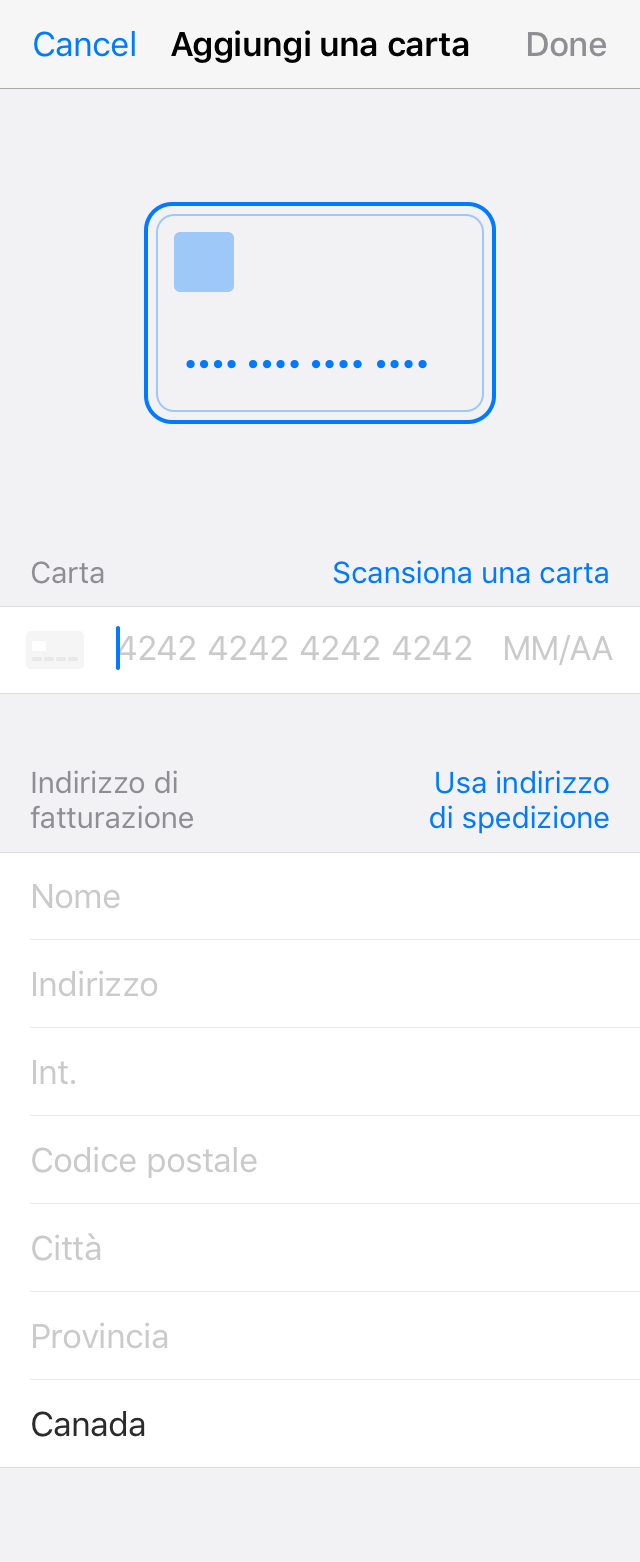 Cancel Aggiungi una carta Done
•••• •••• •••• ••••
Carta Scansiona una carta
4242 4242 4242 4242 MM/AA
Indirizzo di
fatturazione
Usa indirizzo
di spedizione
Nome
Indirizzo
Int.
Codice postale
Città
Provincia
Canada